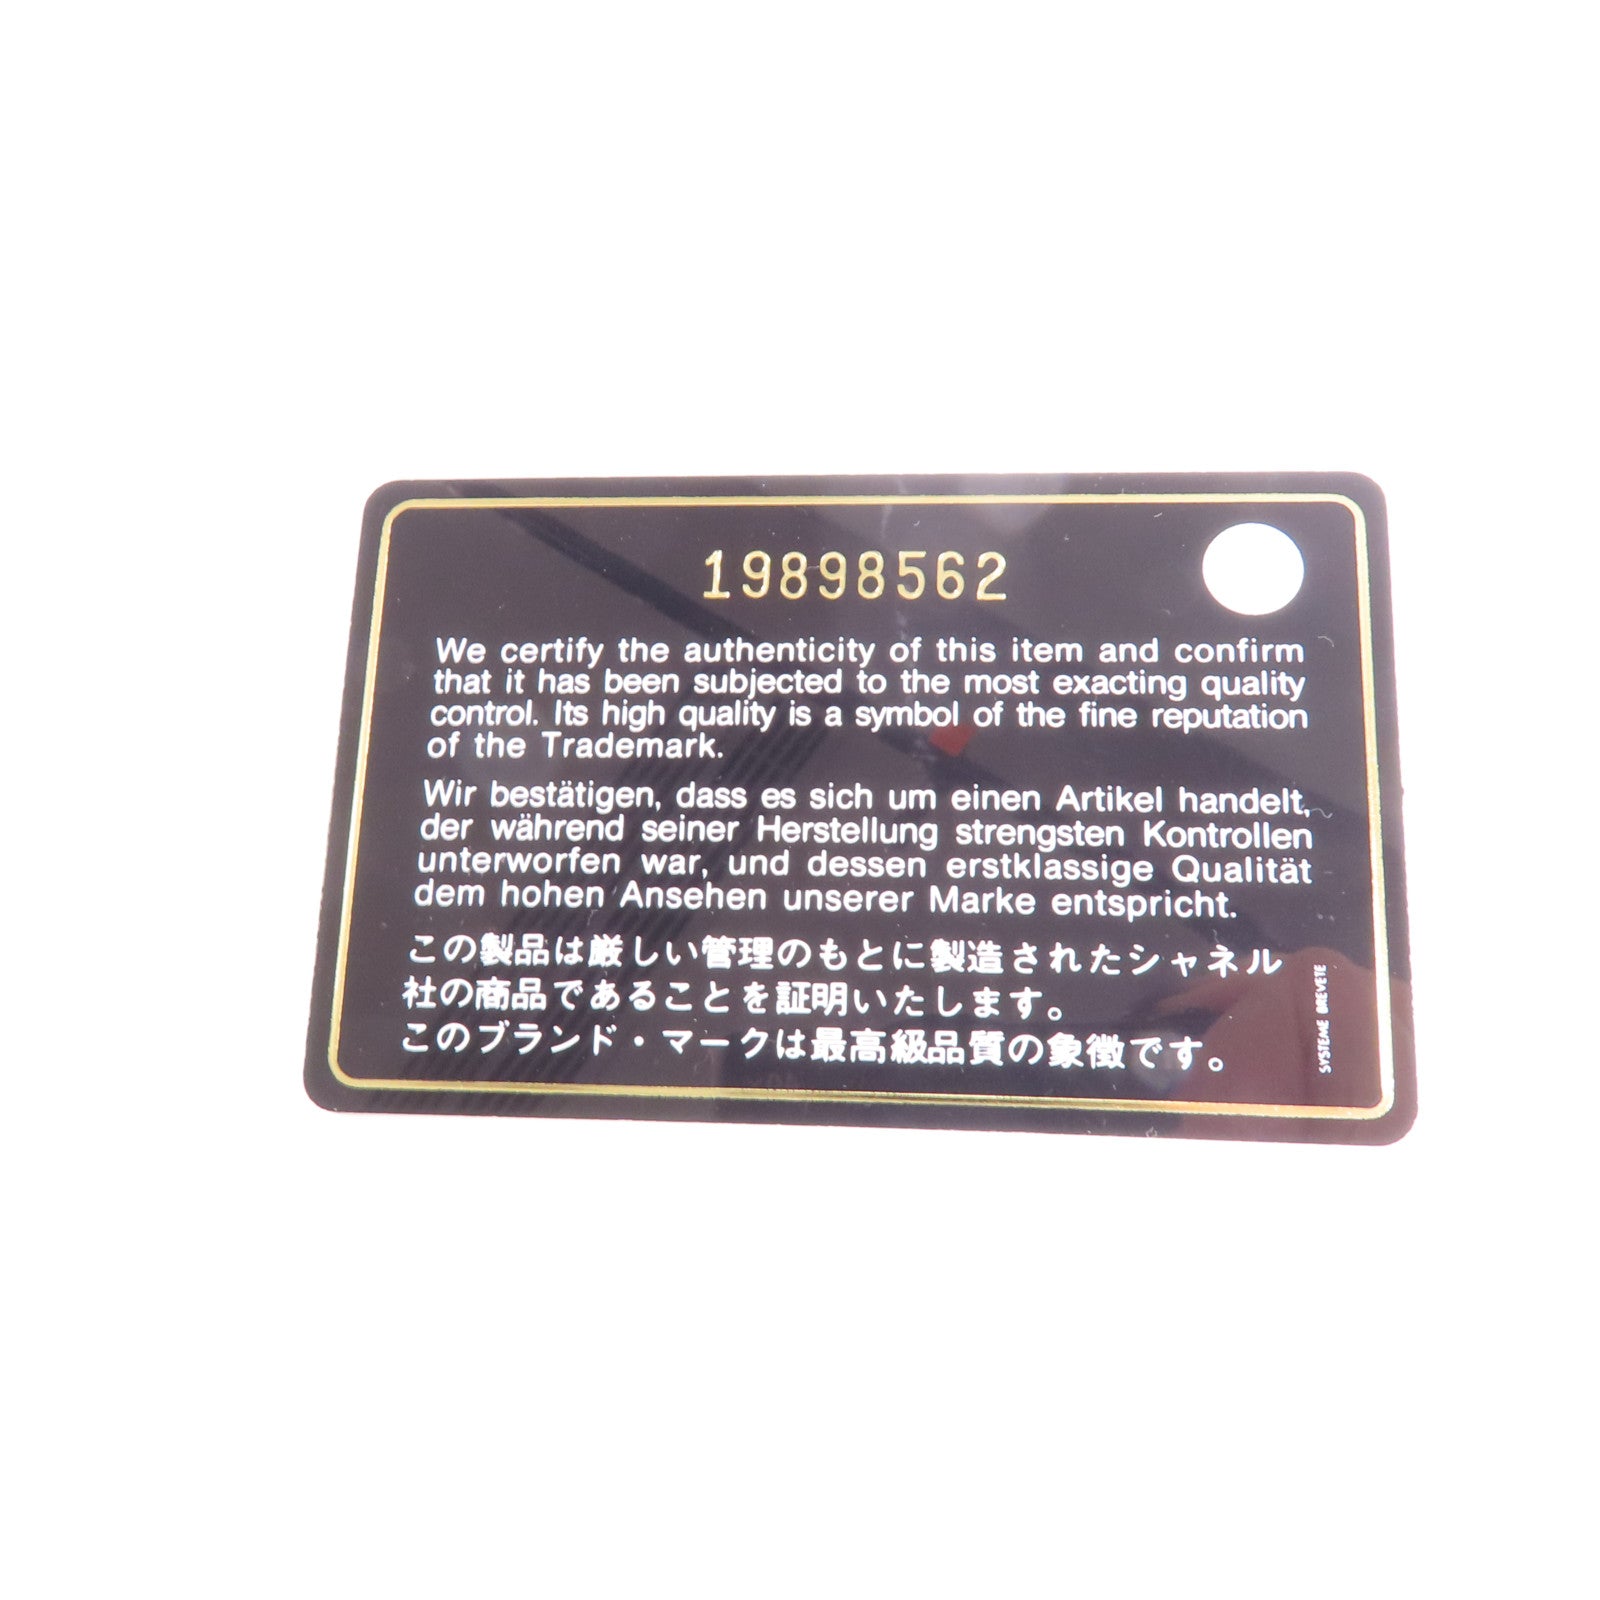 19898562
We certify the authenticity of this item and confirm
that it has been subjected to the most exacting quality
control. Its high quality is a symbol of the fine reputation
of the Trademark.
Wir bestätigen, dass es sich um einen Artikel handelt,
der während seiner Herstellung strengsten Kontrollen
unterworfen war, und dessen erstklassige Qualität
dem hohen Ansehen unserer Marke entspricht.
この製品は厳しい管理のもとに製造されたシャネル
社の商品であることを証明いたします。
このブランド・マークは最高級品質の象徴です。
SYSTEME BREVETE